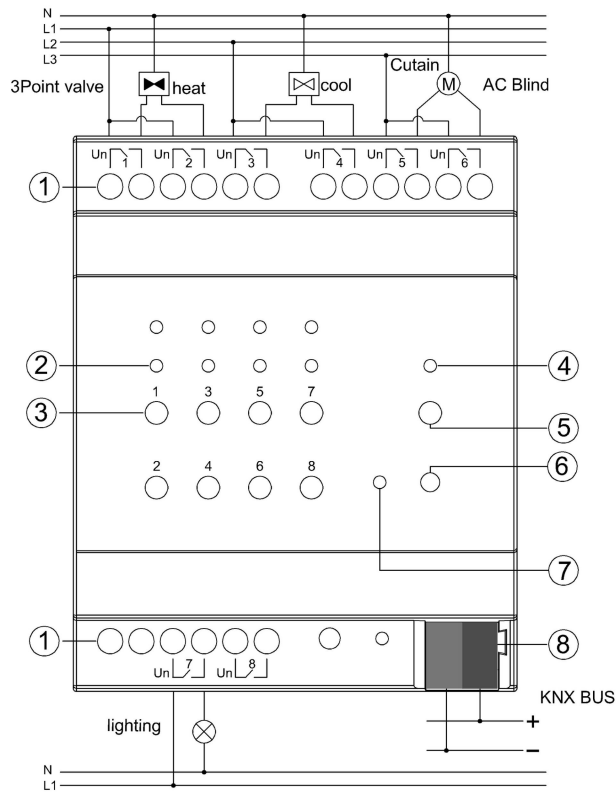 N
L1
L2
L3
3Point valve heat cool Cutain M AC Blind
Un 1 Un 2 Un 3 Un 4 Un 5 Un 6
1
2 4
1 3 5 7
3 5
6
2 4 6 8
7
1 8
Un 7 Un 8
KNX BUS
lighting +
−
N
L1